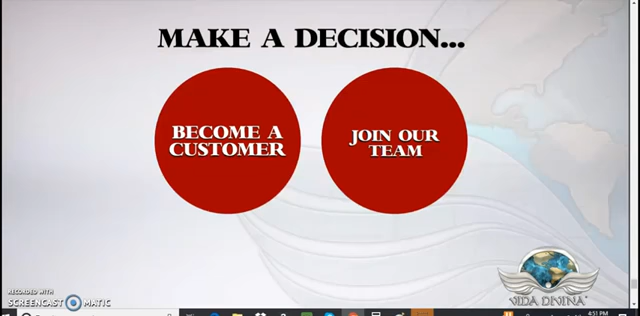 MAKE A DECISION...
BECOME A
CUSTOMER
JOIN OUR
TEAM
VIDA DIVINA
RECORDED WITH
SCREENCAST MATIC
4:51 PM